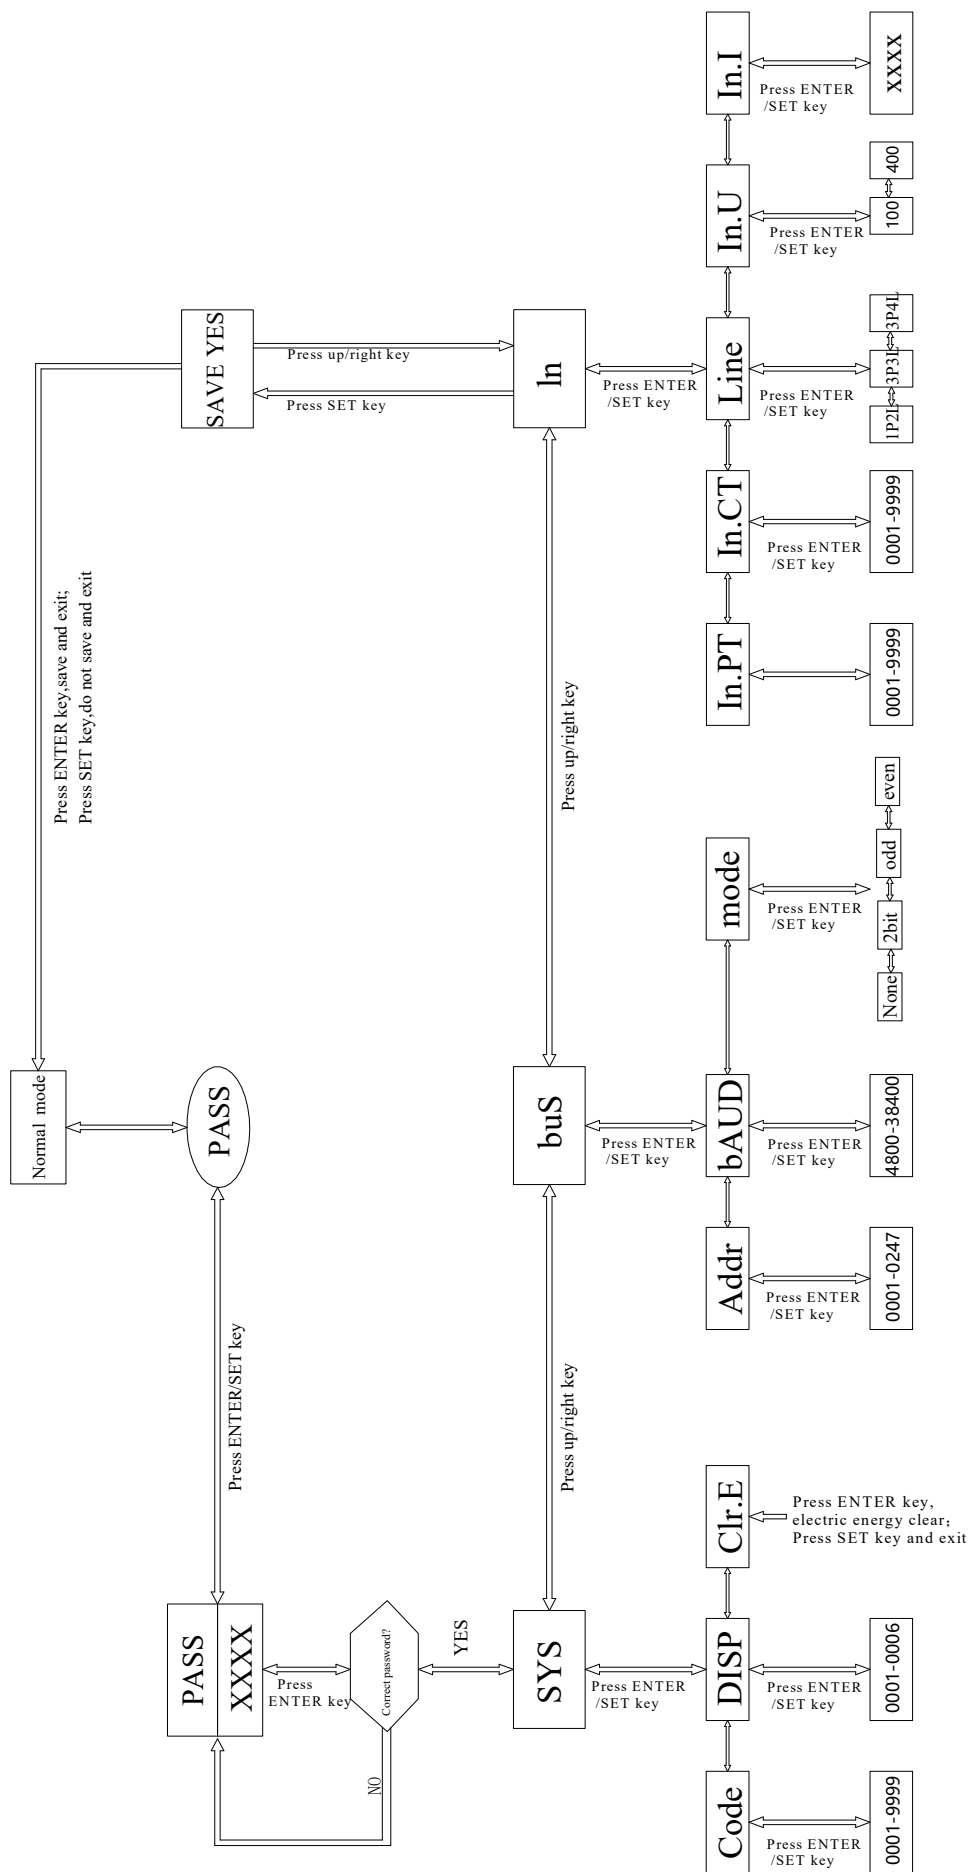 Normal mode
Press ENTER key,save and exit;
Press SET key,do not save and exit
PASS
XXXX
Press ENTER/SET key
PASS
SAVE YES
Press
ENTER key
Correct password?
NO
YES
Press up/right key
Press SET key
SYS
Press up/right key
buS
Press up/right key
In
Press ENTER
/SET key
Press ENTER
/SET key
Press ENTER
/SET key
Code
DISP
Clr.E
Addr
bAUD
mode
In.PT
In.CT
Line
In.U
In.I
Press ENTER
/SET key
Press ENTER
/SET key
Press ENTER key,
electric energy clear;
Press SET key and exit
Press ENTER
/SET key
Press ENTER
/SET key
Press ENTER
/SET key
Press ENTER
/SET key
Press ENTER
/SET key
Press ENTER
/SET key
Press ENTER
/SET key
Press ENTER
/SET key
0001-9999
0001-0006
0001-0247
4800-38400
None
2bit
odd
even
0001-9999
0001-9999
1P2L
3P3L
3P4L
100
400
XXXX